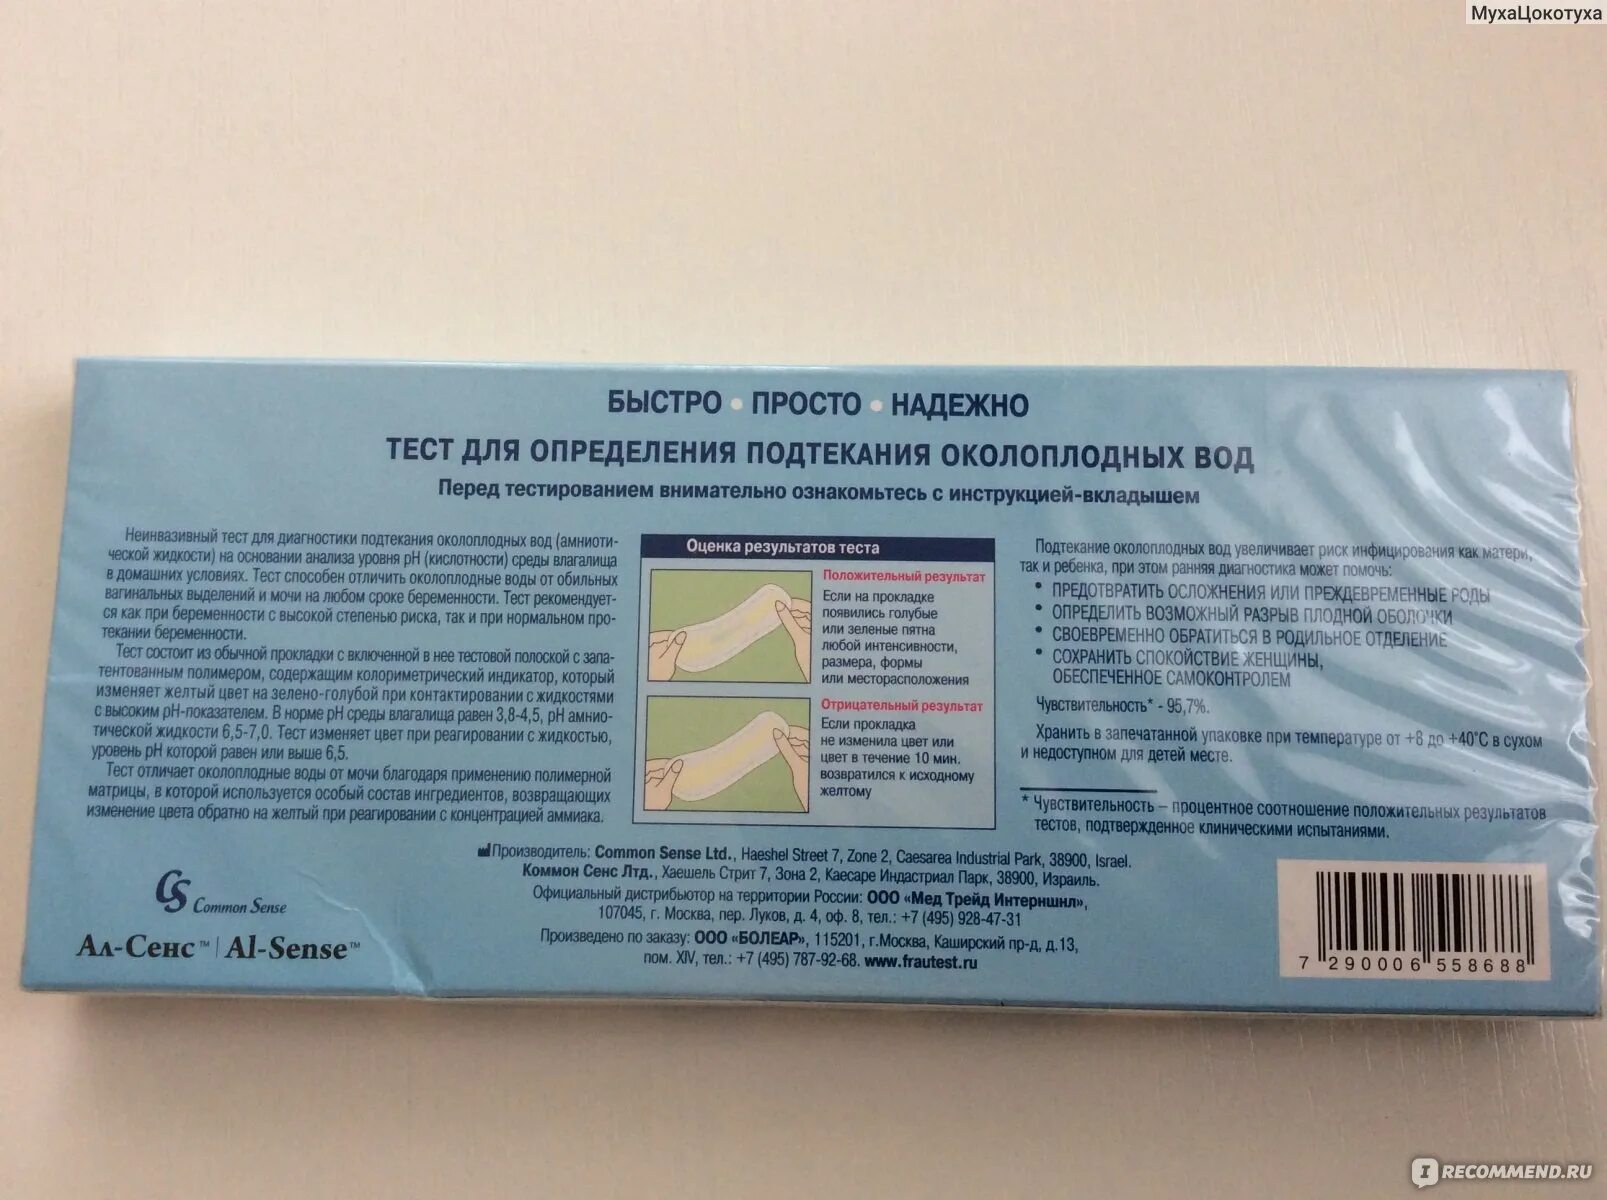 МухаЦокотуха
БЫСТРО • ПРОСТО • НАДЕЖНО
ТЕСТ ДЛЯ ОПРЕДЕЛЕНИЯ ПОДТЕКАНИЯ ОКОЛОПЛОДНЫХ ВОД
Перед тестированием внимательно ознакомьтесь с инструкцией-вкладышем
Неинвазивный тест для диагностики подтекания околоплодных вод (амниоти-
ческой жидкости) на основании анализа уровня pH (кислотности) среды влагалища
в домашних условиях. Тест способен отличить околоплодные воды от обильных
вагинальных выделений и мочи на любом сроке беременности. Тест рекомендует-
ся как при беременности с высокой степенью риска, так и при нормальном про-
текании беременности.
Тест состоит из обычной прокладки с включенной в нее тестовой полоской с запа-
тентованным полимером, содержащим колориметрический индикатор, который
изменяет желтый цвет на зелено-голубой при контактировании с жидкостями
с высоким pH-показателем. В норме pH среды влагалища равен 3,8-4,5, pH амнио-
тической жидкости 6,5-7,0. Тест изменяет цвет при реагировании с жидкостью,
уровень pH которой равен или выше 6,5.
Тест отличает околоплодные воды от мочи благодаря применению полимерной
матрицы, в которой используется особый состав ингредиентов, возвращающих
изменение цвета обратно на желтый при реагировании с концентрацией аммиака.
Оценка результатов теста
Положительный результат
Если на прокладке
появились голубые
или зеленые пятна
любой интенсивности,
размера, формы
или месторасположения
Отрицательный результат
Если прокладка
не изменила цвет или
цвет в течение 10 мин.
возвратился к исходному
желтому
Подтекание околоплодных вод увеличивает риск инфицирования как матери,
так и ребенка, при этом ранняя диагностика может помочь:
• ПРЕДОТВРАТИТЬ ОСЛОЖНЕНИЯ ИЛИ ПРЕЖДЕВРЕМЕННЫЕ РОДЫ
• ОПРЕДЕЛИТЬ ВОЗМОЖНЫЙ РАЗРЫВ ПЛОДНОЙ ОБОЛОЧКИ
• СВОЕВРЕМЕННО ОБРАТИТЬСЯ В РОДИЛЬНОЕ ОТДЕЛЕНИЕ
• СОХРАНИТЬ СПОКОЙСТВИЕ ЖЕНЩИНЫ,
ОБЕСПЕЧЕННОЕ САМОКОНТРОЛЕМ
Чувствительность* - 95,7%.
Хранить в запечатанной упаковке при температуре от +8 до +40°С в сухом
и недоступном для детей месте.
* Чувствительность – процентное соотношение положительных результатов
тестов, подтвержденное клиническими испытаниями.
Производитель: Common Sense Ltd., Haeshel Street 7, Zone 2, Caesarea Industrial Park, 38900, Israel.
Коммон Сенс Лтд., Хаешель Стрит 7, Зона 2, Каесаре Индастриал Парк, 38900, Израиль.
Официальный дистрибьютор на территории России: ООО «Мед Трейд Интерншнл»,
107045, г. Москва, пер. Луков, д. 4, оф. 8, тел.: +7 (495) 928-47-31
Произведено по заказу: ООО «БОЛЕАР», 115201, г.Москва, Каширский пр-д, д.13,
пом. XIV, тел.: +7 (495) 787-92-68. www.frautest.ru
CS Common Sense
Ал-Сенс™ | Al-Sense™
7 290006 558688
I RECOMMEND.RU